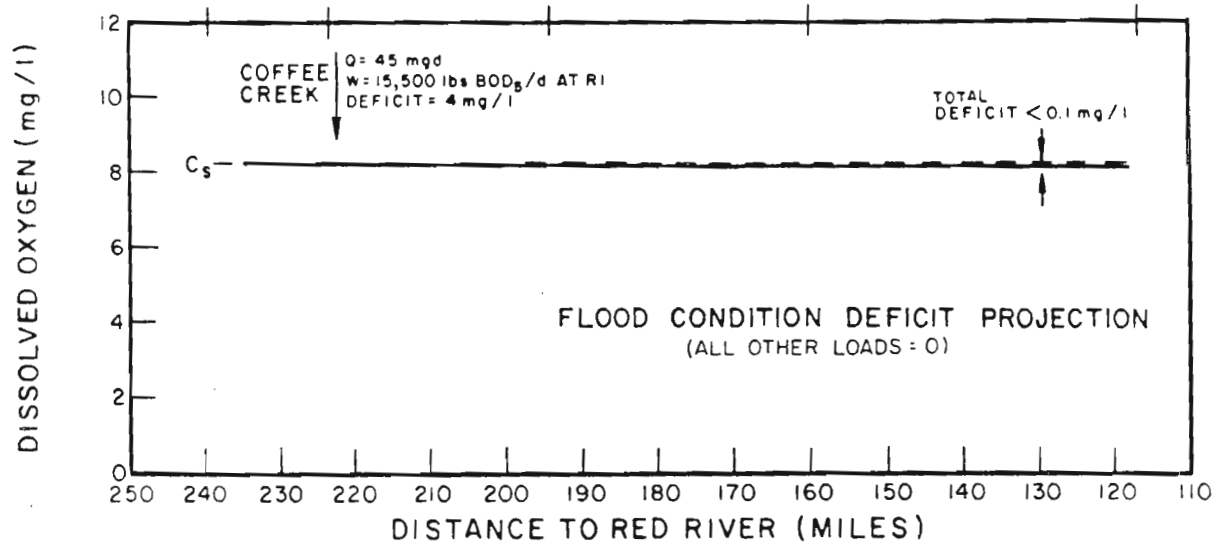 DISSOLVED OXYGEN (mg/l)
12
10
8
6
4
2
0
COFFEE
CREEK
Q= 45 mgd
W=15,500 lbs BOD5/d AT RI
DEFICIT= 4 mg/l
TOTAL
DEFICIT < 0.1 mg/l
Cs
FLOOD CONDITION DEFICIT PROJECTION
(ALL OTHER LOADS = 0)
250 240 230 220 210 200 190 180 170 160 150 140 130 120 110
DISTANCE TO RED RIVER (MILES)